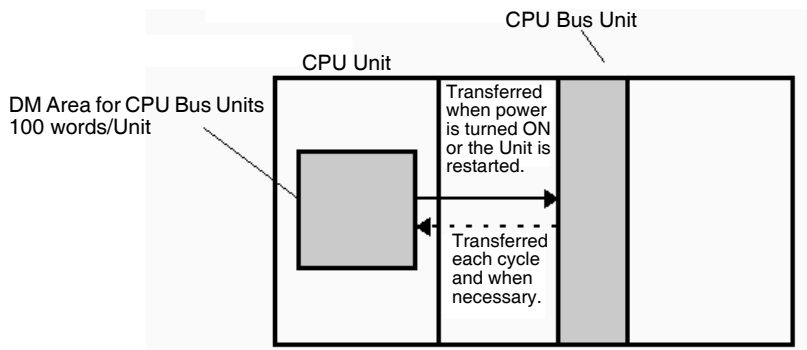 CPU Bus Unit
CPU Unit
DM Area for CPU Bus Units
100 words/Unit
Transferred
when power
is turned ON
or the Unit is
restarted.
Transferred
each cycle
and when
necessary.